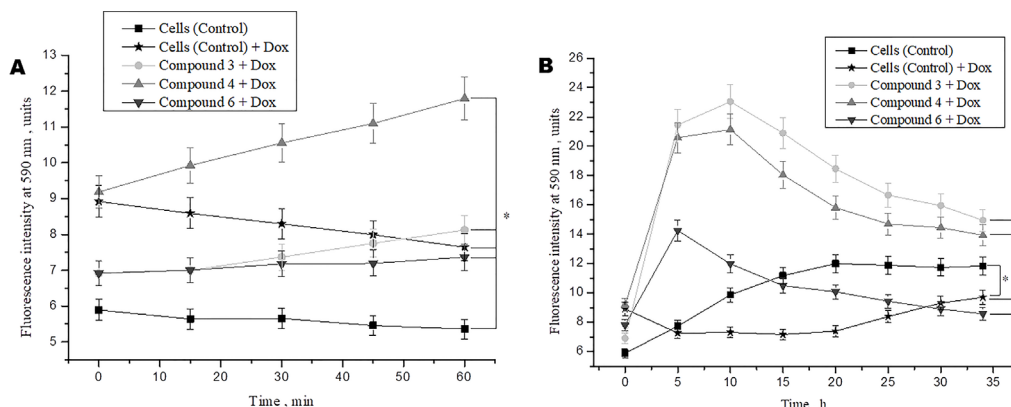 A
Cells (Control)
Cells (Control) + Dox
Compound 3 + Dox
Compound 4 + Dox
Compound 6 + Dox
Fluorescence intensity at 590 nm , units
13
12
11
10
9
8
7
6
5
*
0 10 20 30 40 50 60
Time , min
B
Cells (Control)
Cells (Control) + Dox
Compound 3 + Dox
Compound 4 + Dox
Compound 6 + Dox
Fluorescence intensity at 590 nm , units
26
24
22
20
18
16
14
12
10
8
6
*
0 5 10 15 20 25 30 35
Time , h